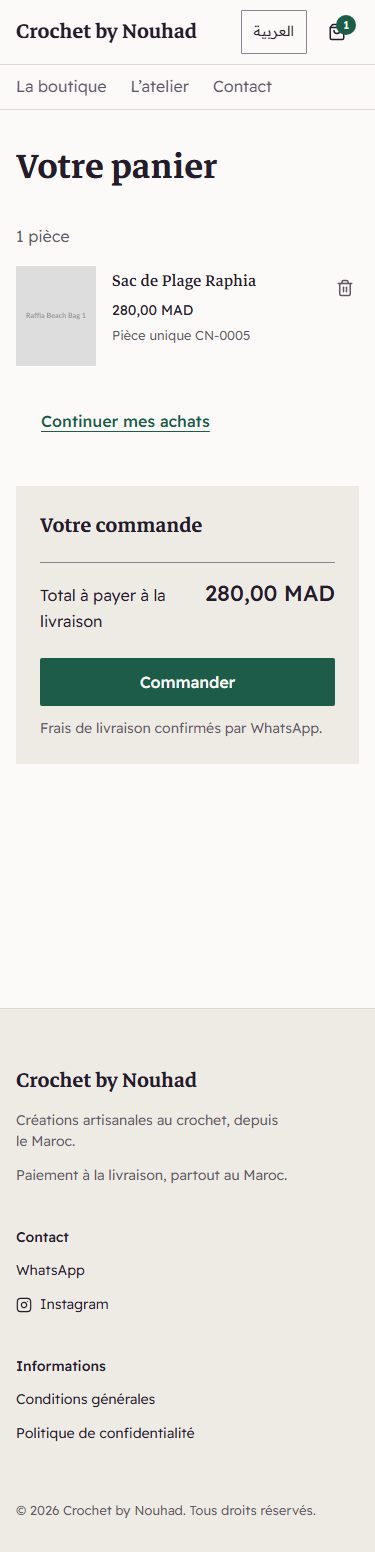 Crochet by Nouhad
العربية
1
La boutique
L’atelier
Contact
Votre panier
1 pièce
Raffia Beach Bag 1
Sac de Plage Raphia
280,00 MAD
Pièce unique CN-0005
Continuer mes achats
Votre commande
Total à payer à la
livraison
280,00 MAD
Commander
Frais de livraison confirmés par WhatsApp.
Crochet by Nouhad
Créations artisanales au crochet, depuis
le Maroc.
Paiement à la livraison, partout au Maroc.
Contact
WhatsApp
Instagram
Informations
Conditions générales
Politique de confidentialité
© 2026 Crochet by Nouhad. Tous droits réservés.